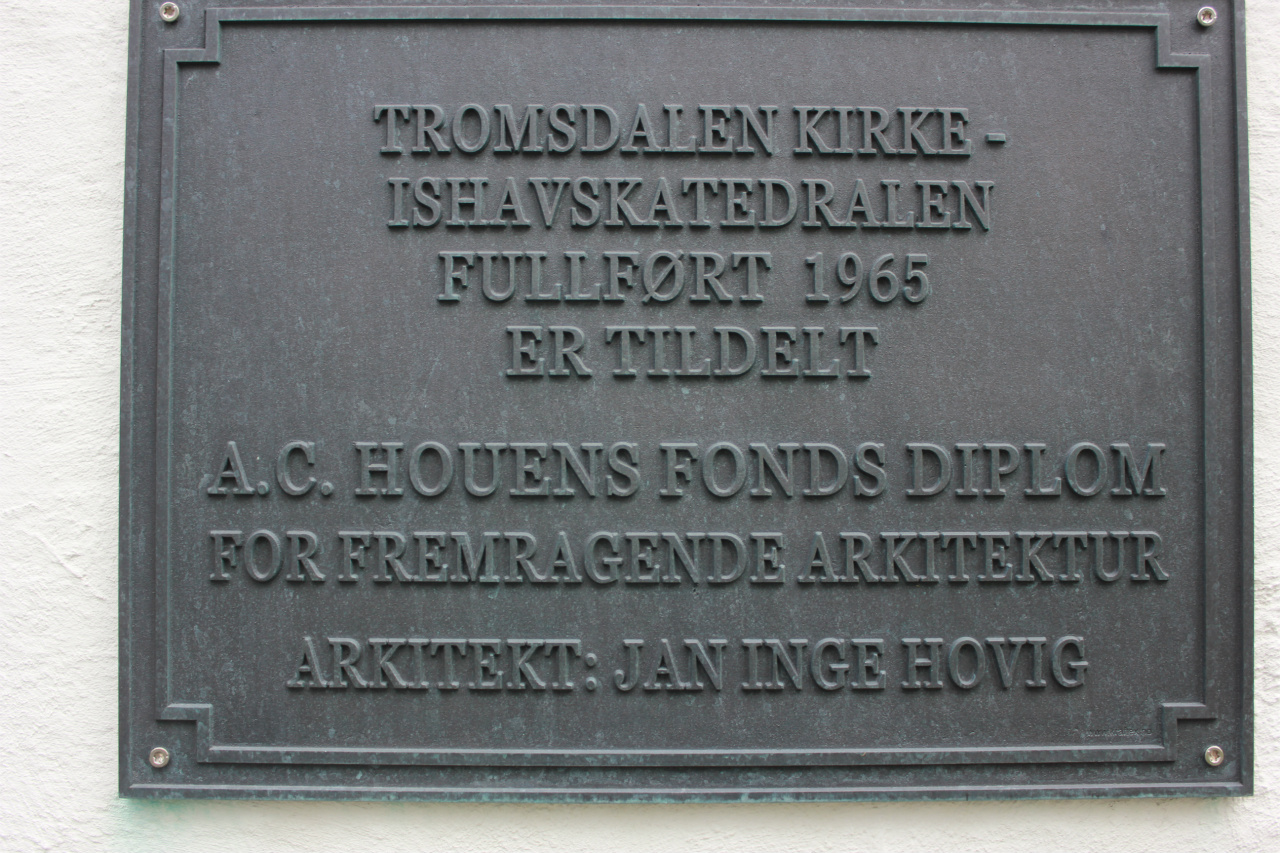 TROMSDALEN KIRKE -
ISHAVSKATEDRALEN
FULLFØRT 1965
ER TILDELT
A.C. HOUENS FONDS DIPLOM
FOR FREMRAGENDE ARKITEKTUR
ARKITEKT: JAN INGE HOVIG